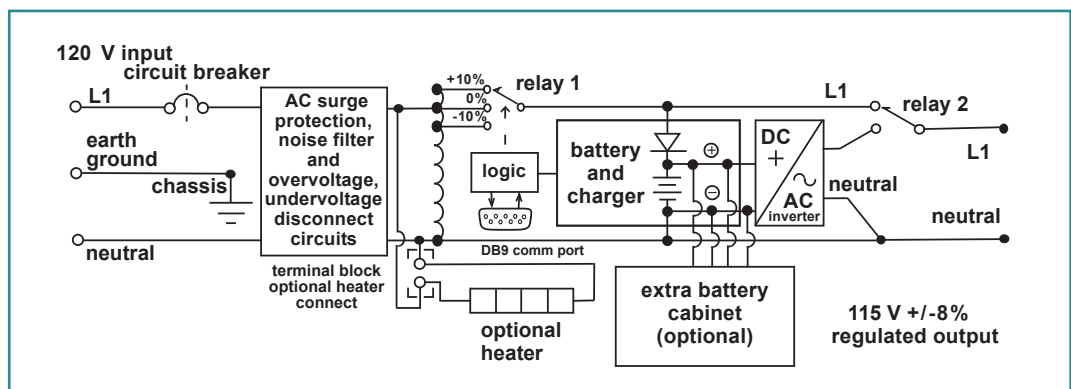 120 V input
circuit breaker
L1
earth
ground
chassis
neutral
AC surge
protection,
noise filter
and
overvoltage,
undervoltage
disconnect
circuits
terminal block
optional heater
connect
+10%
0%
-10%
relay 1
logic
DB9 comm port
optional
heater
battery
and
charger
+
−
extra battery
cabinet
(optional)
DC
+
AC
inverter
L1
relay 2
L1
neutral
neutral
115 V +/-8%
regulated output